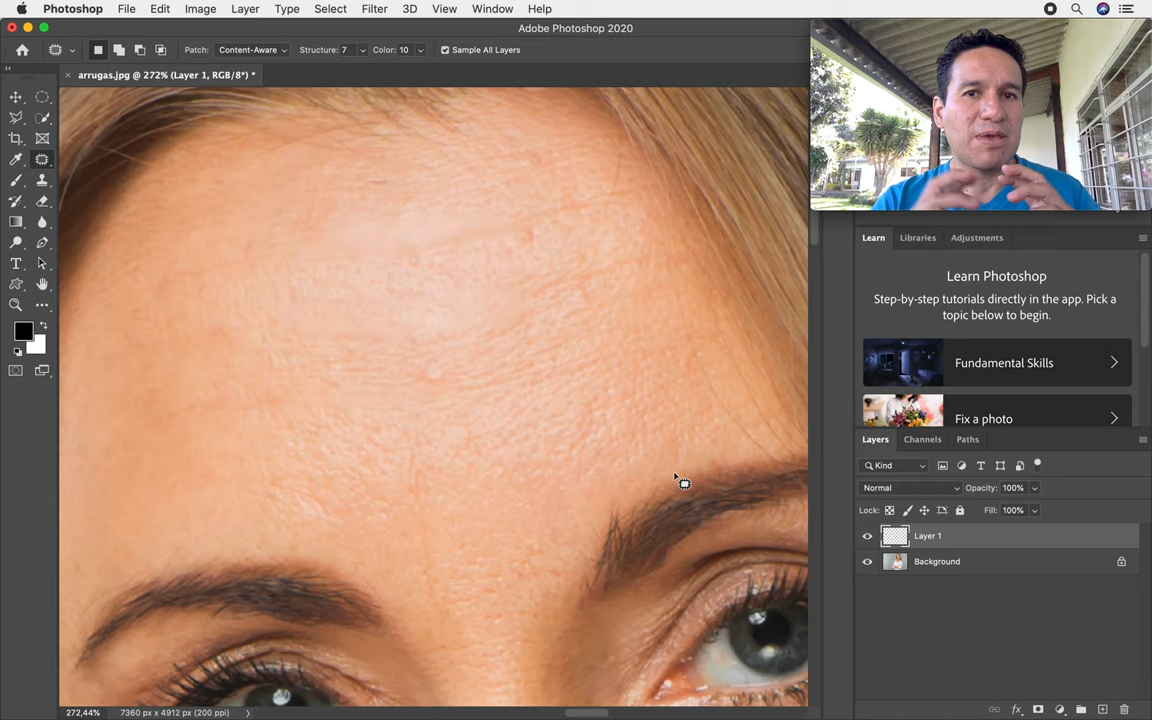 Photoshop File Edit Image Layer Type Select Filter 3D View Window Help
Adobe Photoshop 2020
Patch: Content-Aware Structure: 7 Color: 10 Sample All Layers
arrugas.jpg @ 272% (Layer 1, RGB/8*) *
Learn Libraries Adjustments
Learn Photoshop
Step-by-step tutorials directly in the app. Pick a
topic below to begin.
Fundamental Skills
Fix a photo
Layers Channels Paths
Kind
Normal Opacity: 100%
Lock: Fill: 100%
Layer 1
Background
272,44% 7360 px x 4912 px (200 ppi)